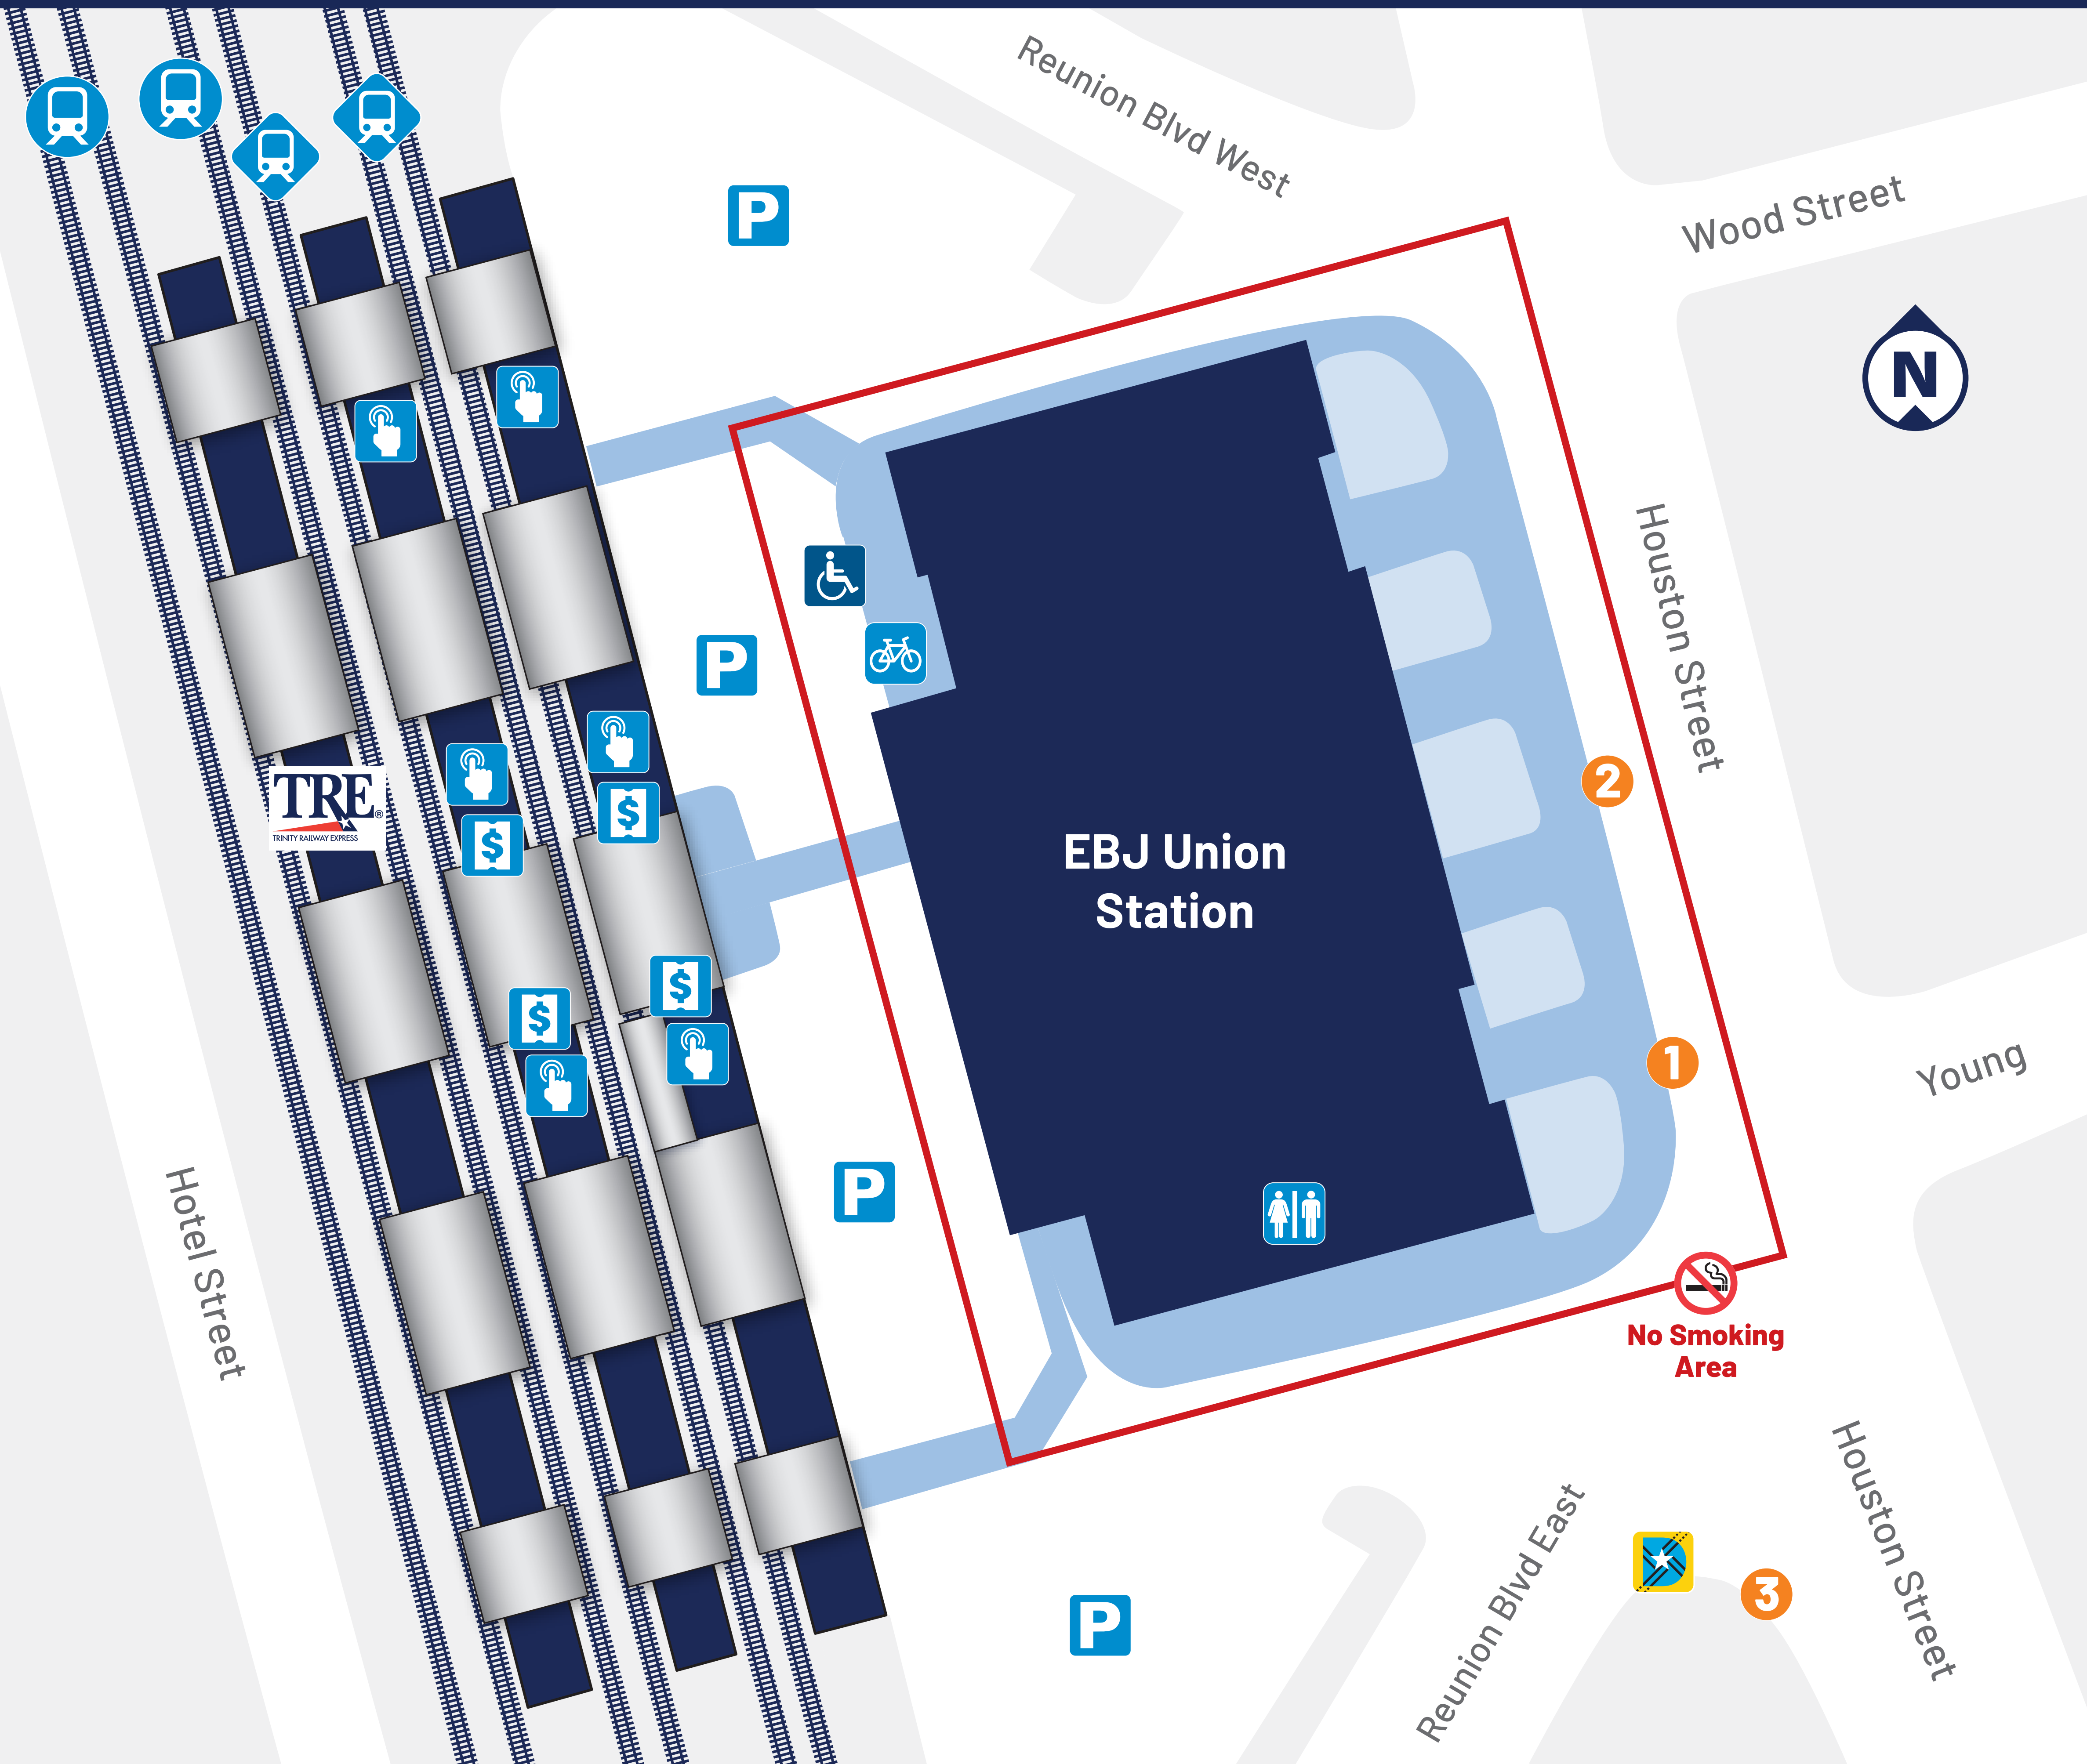 Reunion Blvd West
Wood Street
P
N
Houston Street
P
TRE®
TRINITY RAILWAY EXPRESS
$
$
2
EBJ Union
Station
$
$
1
Young
P
Hotel Street
No Smoking
Area
Houston Street
Reunion Blvd East
3
P